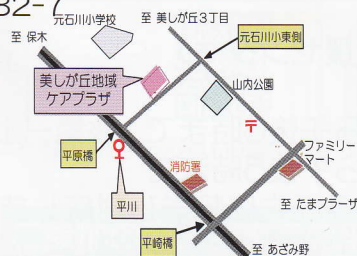 32-7
元石川小学校
至 美しが丘3丁目
至 保木
元石川小東側
美しが丘地域
ケアプラザ
山内公園
〒
平原橋
ファミリー
マート
消防署
平川
至 たまプラーザ
平崎橋
至 あざみ野